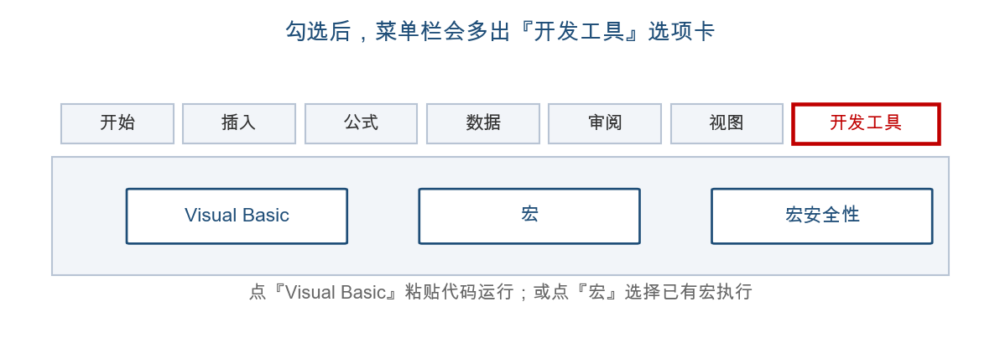 勾选后，菜单栏会多出『开发工具』选项卡
开始 插入 公式 数据 审阅 视图 开发工具
Visual Basic 宏 宏安全性
点『Visual Basic』粘贴代码运行；或点『宏』选择已有宏执行